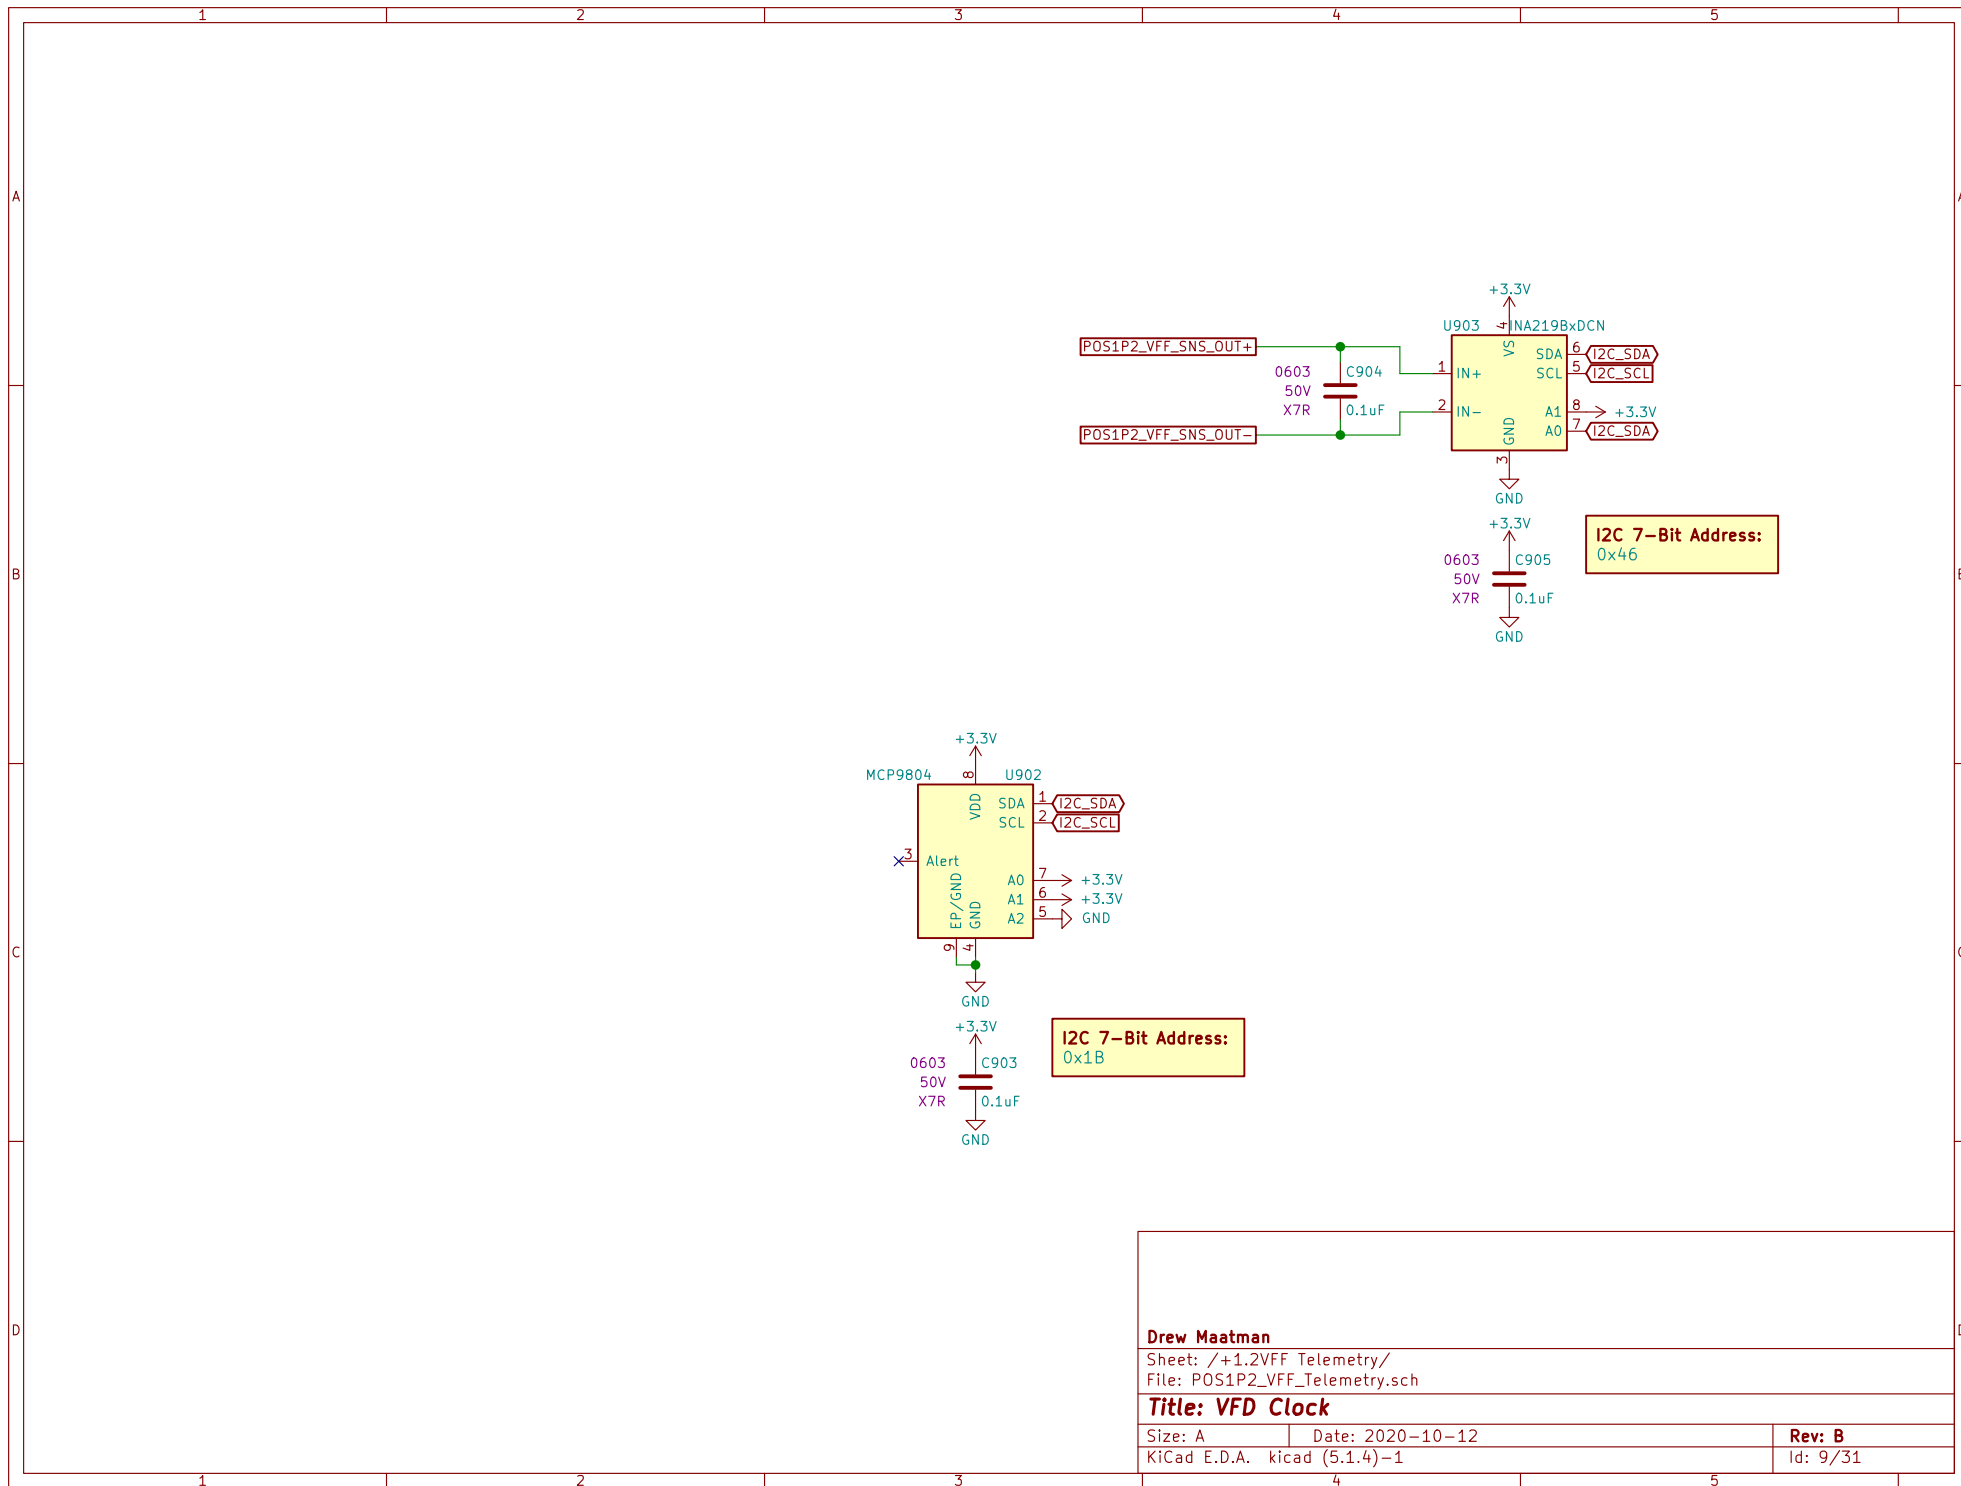 1 2 3 4 5
A
B
C
D
+3.3V
U903 INA219BxDCN
4
VS
POS1P2_VFF_SNS_OUT+
POS1P2_VFF_SNS_OUT-
0603
50V
X7R
C904
0.1uF
1 IN+
2 IN-
SDA 6 I2C_SDA
SCL 5 I2C_SCL
A1 8 +3.3V
A0 7 I2C_SDA
GND
3
GND
+3.3V
0603
50V
X7R
C905
0.1uF
GND
I2C 7-Bit Address:
0x46
+3.3V
MCP9804 U902
8
VDD
SDA 1 I2C_SDA
SCL 2 I2C_SCL
3 Alert
A0 7 +3.3V
A1 6 +3.3V
A2 5 GND
EP/GND
GND
9 4
GND
+3.3V
0603
50V
X7R
C903
0.1uF
GND
I2C 7-Bit Address:
0x1B
Drew Maatman
Sheet: /+1.2VFF Telemetry/
File: POS1P2_VFF_Telemetry.sch
Title: VFD Clock
Size: A Date: 2020-10-12 Rev: B
KiCad E.D.A. kicad (5.1.4)-1 Id: 9/31
1 2 3 4 5